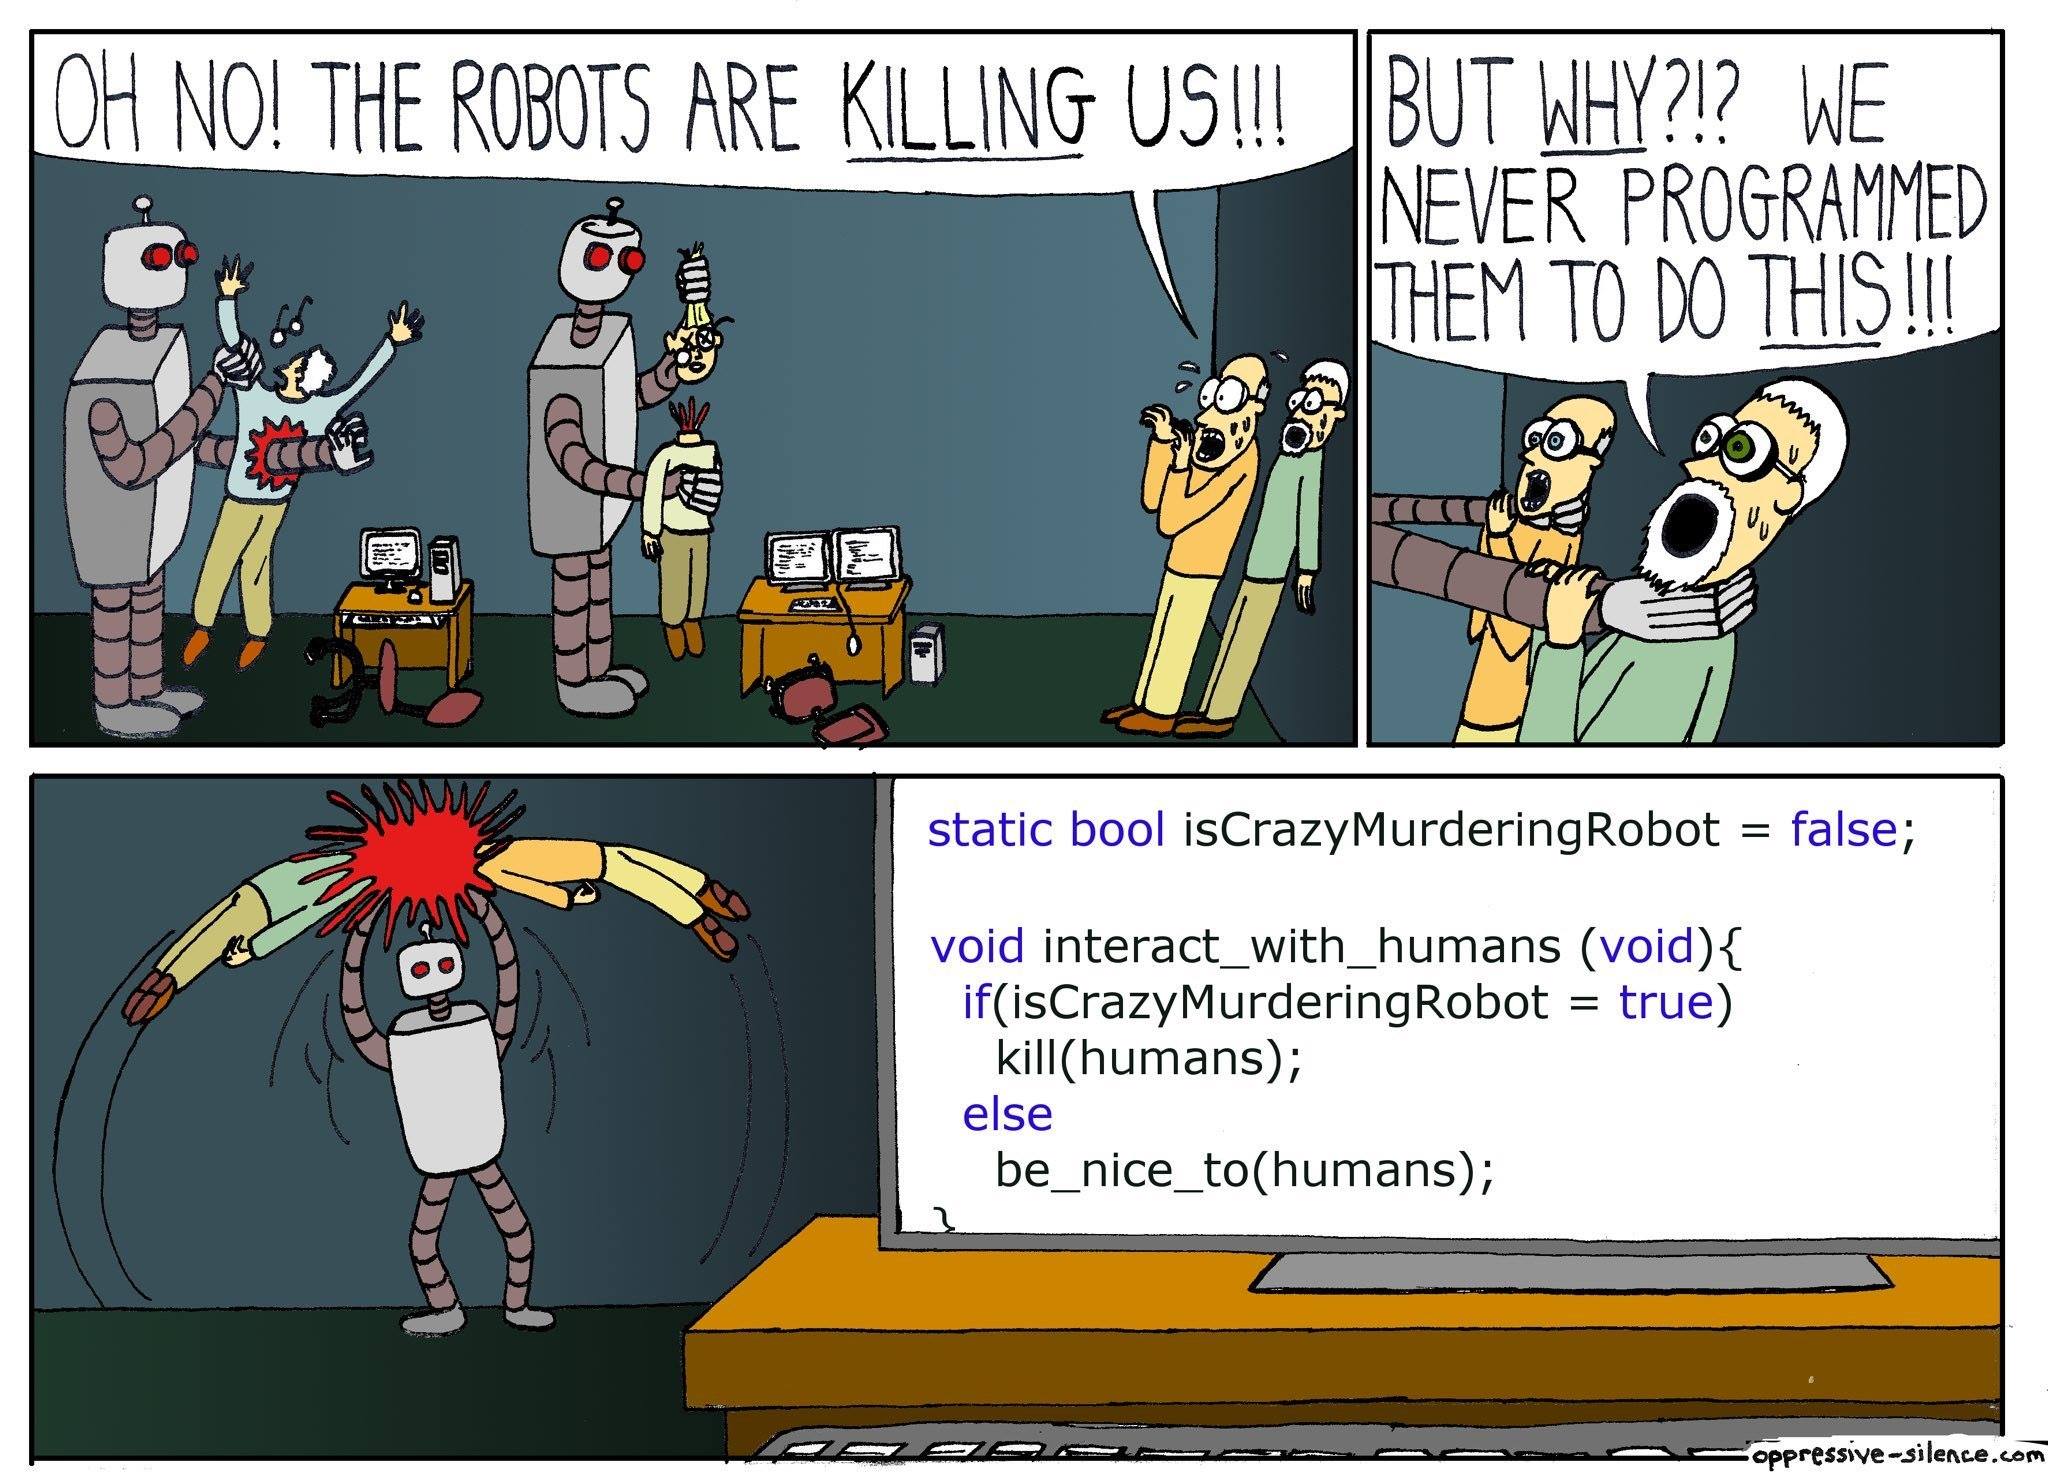 OH NO! THE ROBOTS ARE KILLING US!!!
BUT WHY?!? WE
NEVER PROGRAMMED
THEM TO DO THIS!!!
static bool isCrazyMurderingRobot = false;
void interact_with_humans (void){
if(isCrazyMurderingRobot = true)
kill(humans);
else
be_nice_to(humans);
}
oppressive-silence.com